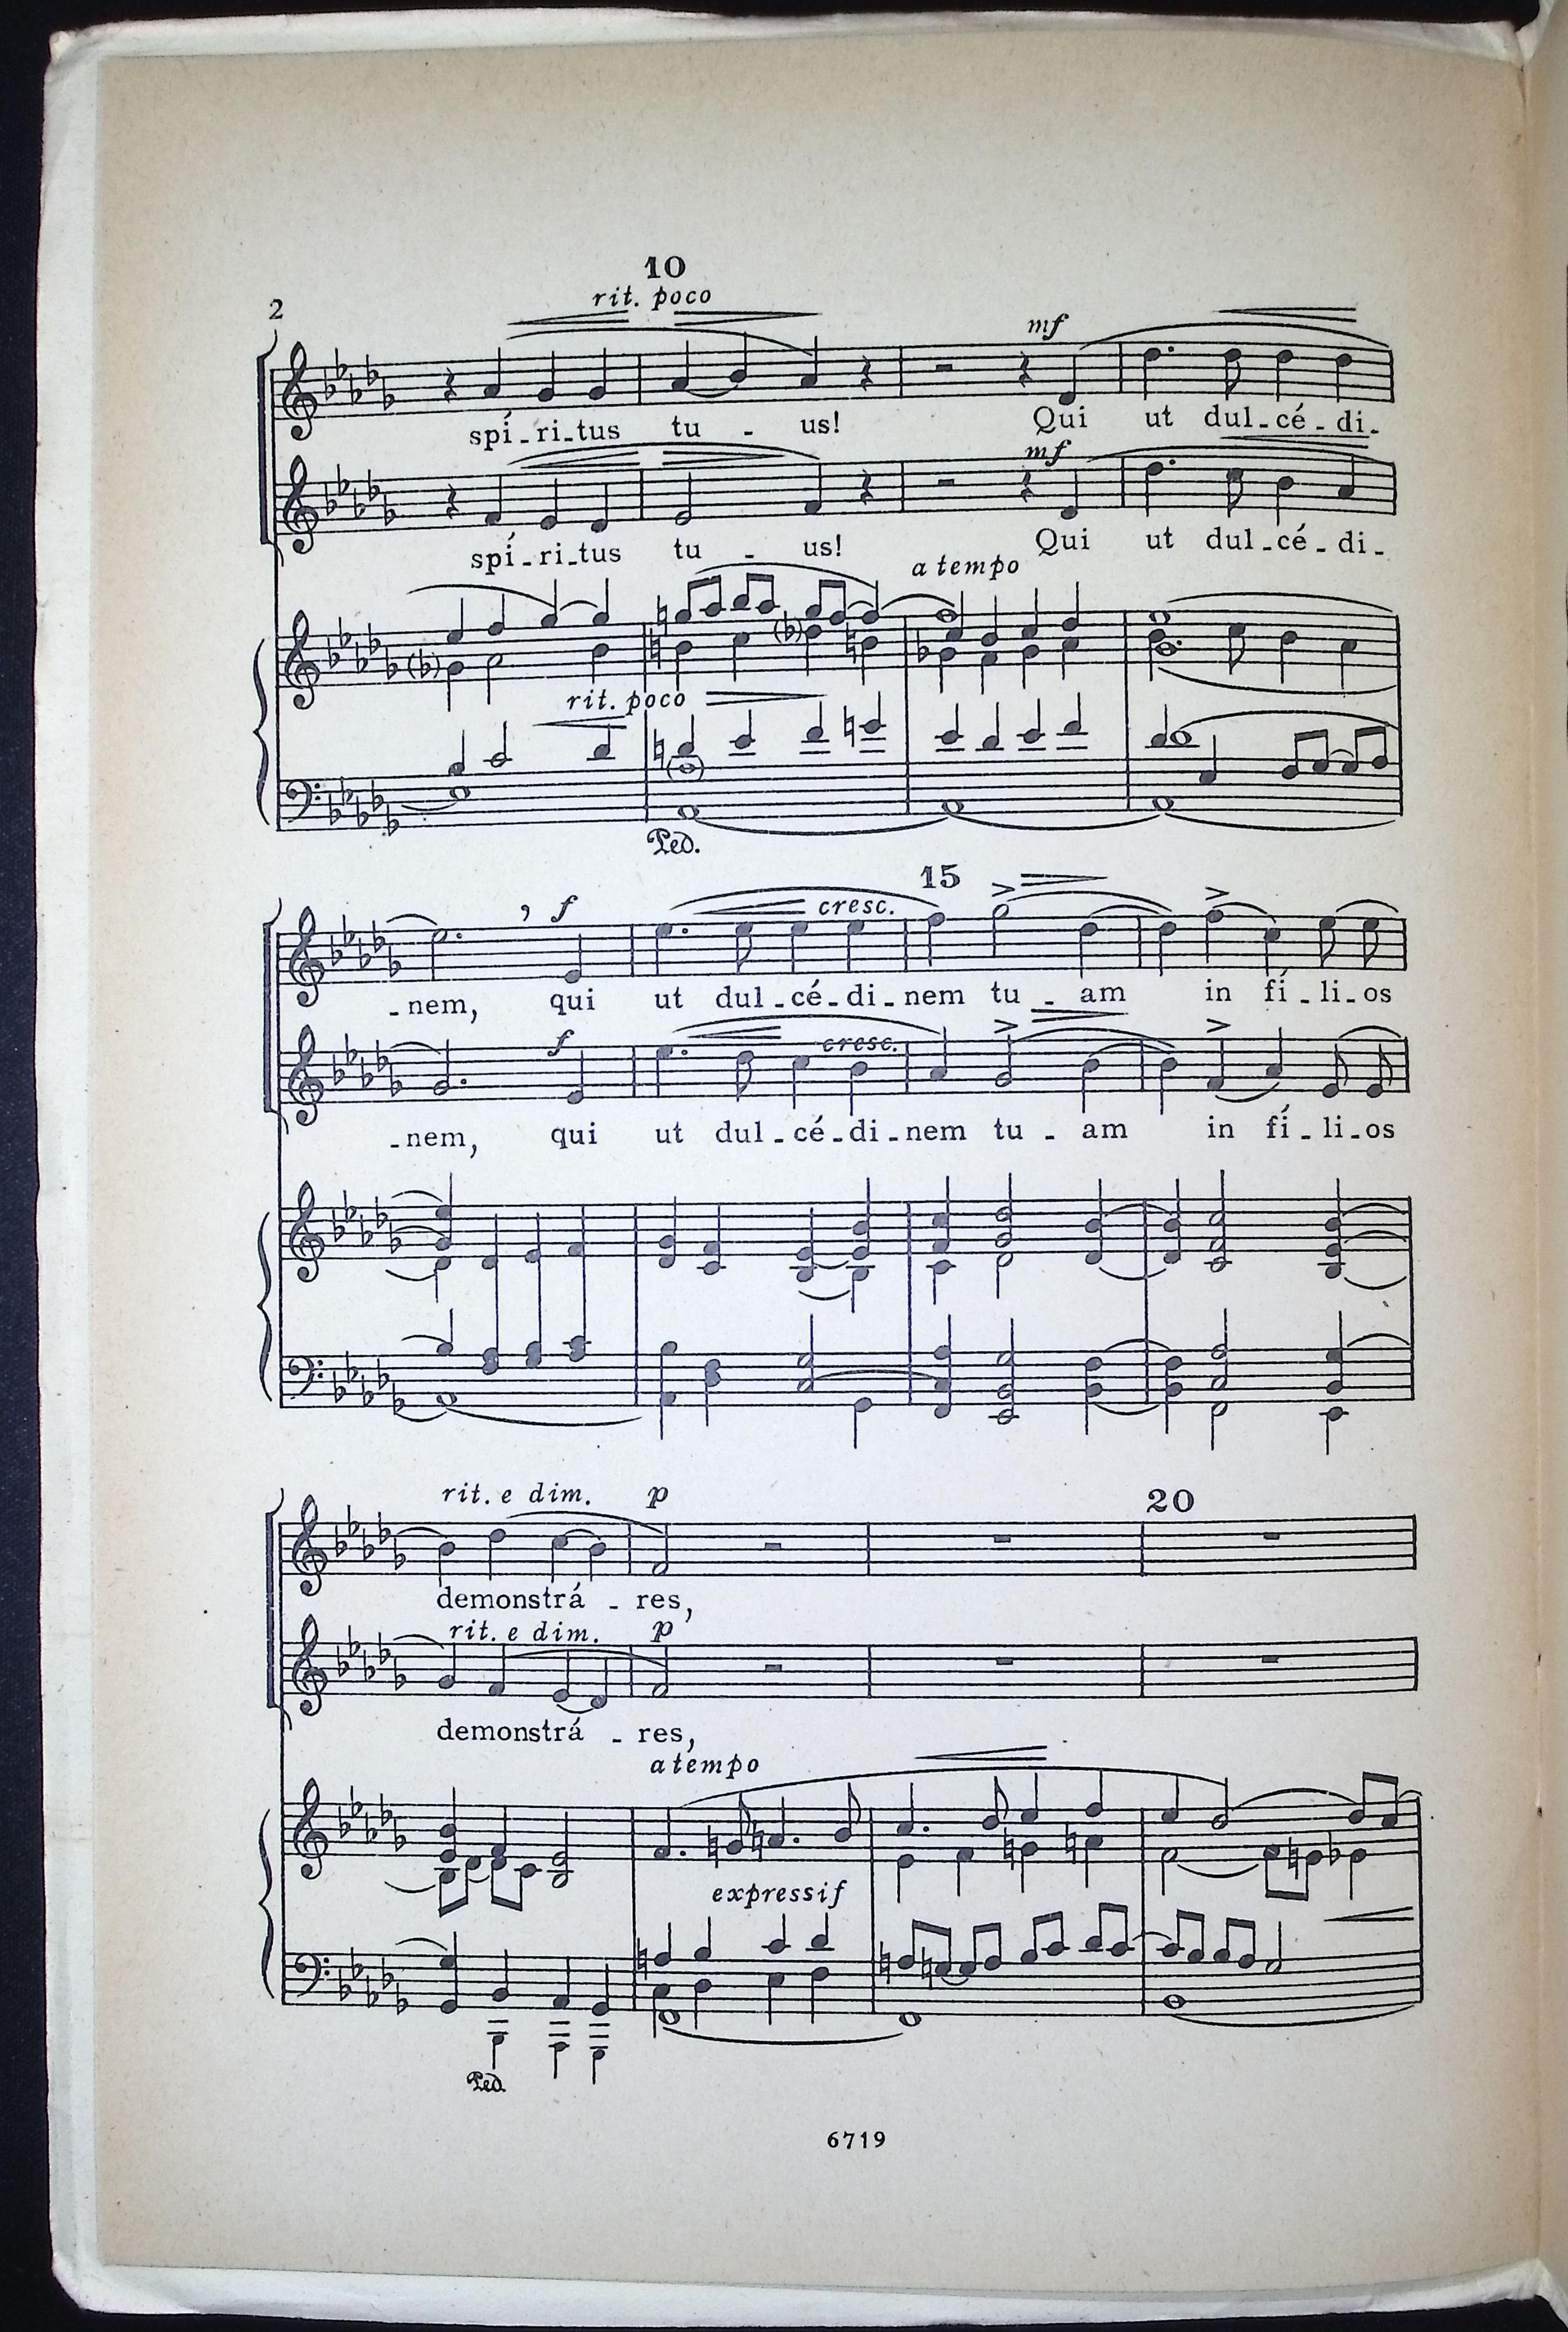 10
2
rit. poco
mf
spí-ri-tus tu - us! Qui ut dul-cé-di-
mf
spí-ri-tus tu - us! Qui ut dul-cé-di-
a tempo
rit. poco
Ped.
15
, f
cresc.
-nem, qui ut dul-cé-di-nem tu - am in fí-li-os
f
cresc.
-nem, qui ut dul-cé-di-nem tu - am in fí-li-os
rit. e dim. p
20
demonstrá - res,
rit. e dim. p
demonstrá - res,
a tempo
expressif
Ped.
6719